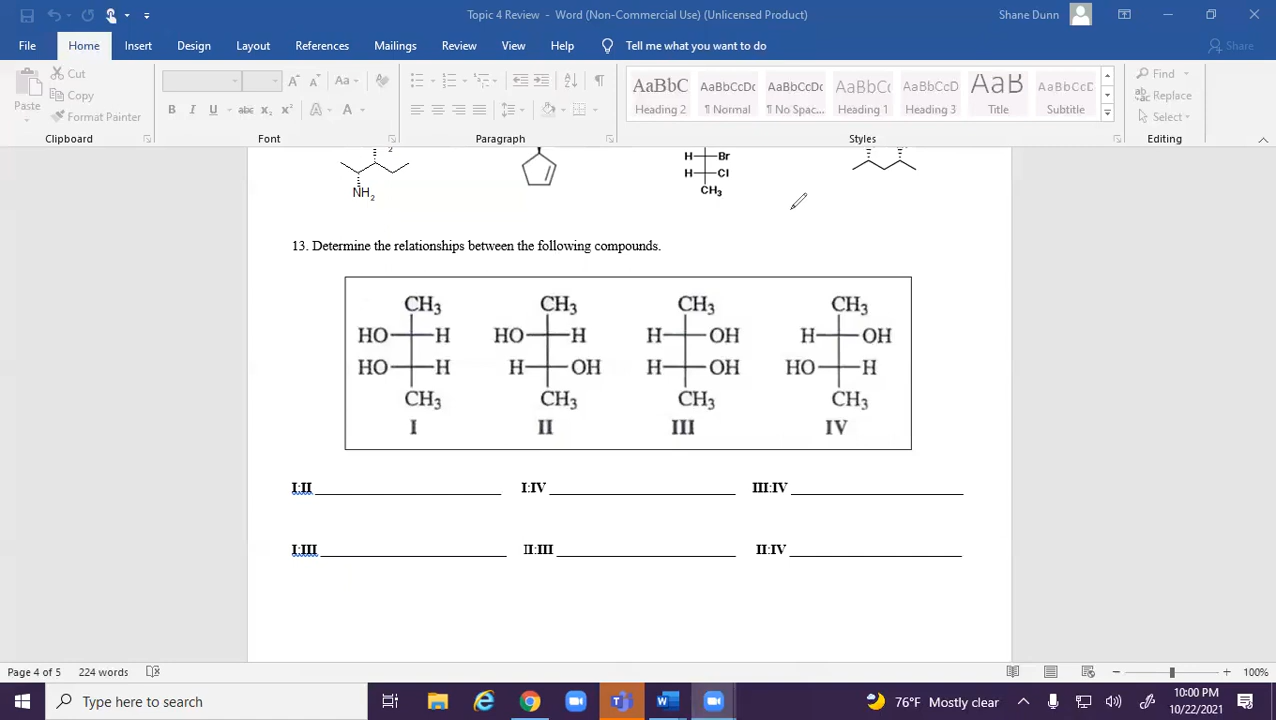 Topic 4 Review - Word (Non-Commercial Use) (Unlicensed Product)
Shane Dunn
File Home Insert Design Layout References Mailings Review View Help Tell me what you want to do Share
Paste
Cut
Copy
Format Painter
Clipboard
Aa
B I U abc x₂ x² A A
Font
Paragraph
AaBbC AaBbCcDc AaBbCcDc AaBbCc AaBbCcD AaB AaBbCcD
Heading 2 ¶ Normal ¶ No Spac... Heading 1 Heading 3 Title Subtitle
Styles
Find
Replace
Select
Editing
2
NH₂
H Br
H Cl
CH₃
13. Determine the relationships between the following compounds.
CH₃ CH₃ CH₃ CH₃
HO H HO H H OH H OH
HO H H OH H OH HO H
CH₃ CH₃ CH₃ CH₃
I II III IV
I:II I:IV III:IV
I:III II:III II:IV
Page 4 of 5 224 words 100%
Type here to search
76°F Mostly clear
10:00 PM
10/22/2021